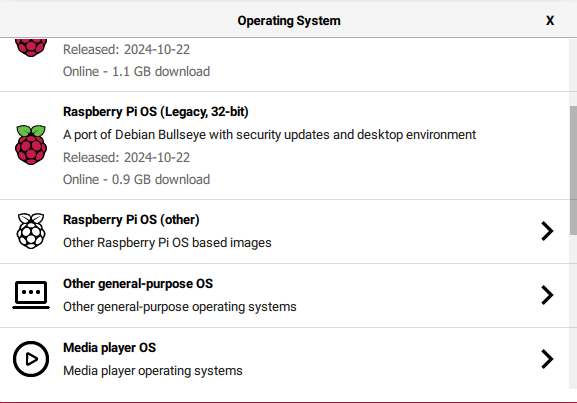 Operating System
X
Released: 2024-10-22
Online - 1.1 GB download
Raspberry Pi OS (Legacy, 32-bit)
A port of Debian Bullseye with security updates and desktop environment
Released: 2024-10-22
Online - 0.9 GB download
Raspberry Pi OS (other)
Other Raspberry Pi OS based images
Other general-purpose OS
Other general-purpose operating systems
Media player OS
Media player operating systems